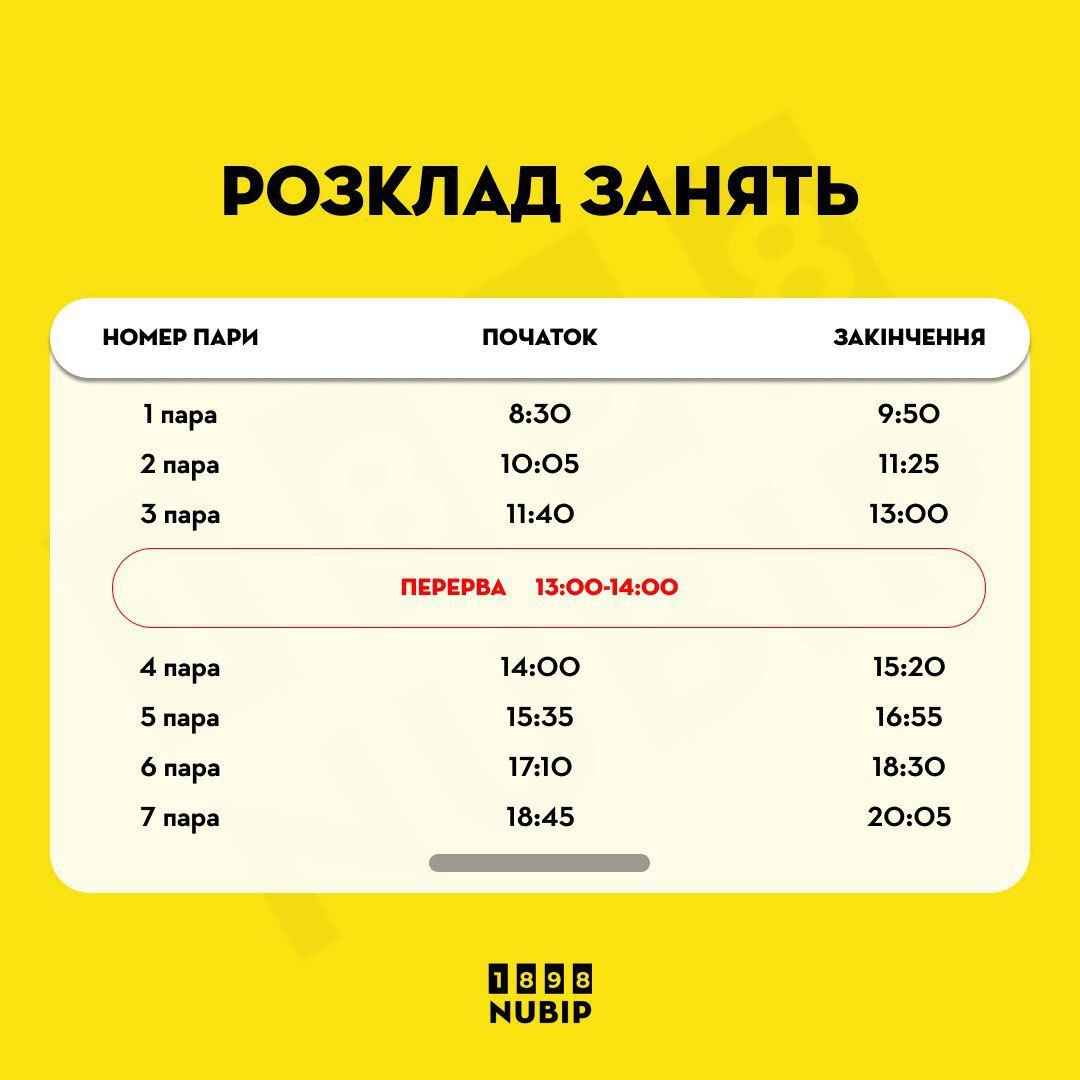 РОЗКЛАД ЗАНЯТЬ
НОМЕР ПАРИ ПОЧАТОК ЗАКІНЧЕННЯ
1 пара 8:30 9:50
2 пара 10:05 11:25
3 пара 11:40 13:00
ПЕРЕРВА 13:00-14:00
4 пара 14:00 15:20
5 пара 15:35 16:55
6 пара 17:10 18:30
7 пара 18:45 20:05
1898
NUBIP